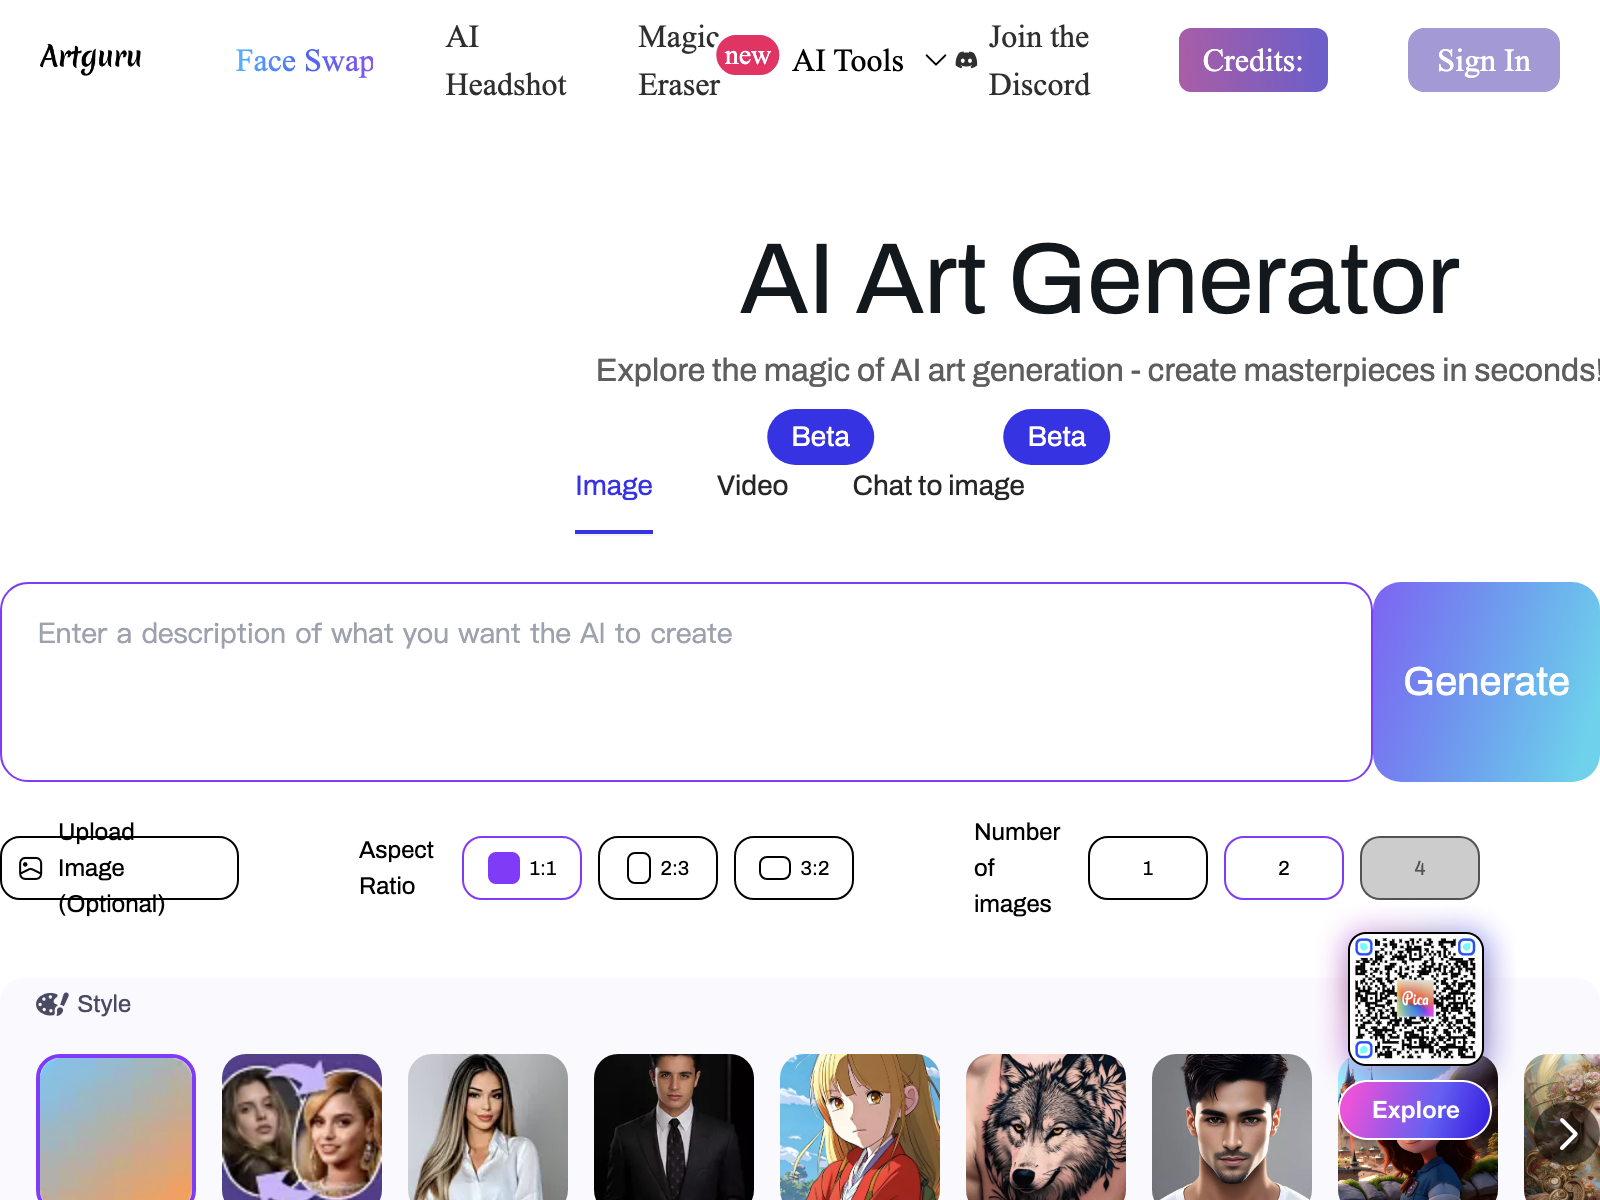 Artguru
Face Swap
AI
Headshot
Magic
Eraser
new
AI Tools
Join the
Discord
Credits:
Sign In
AI Art Generator
Explore the magic of AI art generation - create masterpieces in seconds!
Beta
Beta
Image
Video
Chat to image
Enter a description of what you want the AI to create
Generate
Upload
Image
(Optional)
Aspect
Ratio
1:1
2:3
3:2
Number
of
images
1
2
4
Pica
Style
Explore